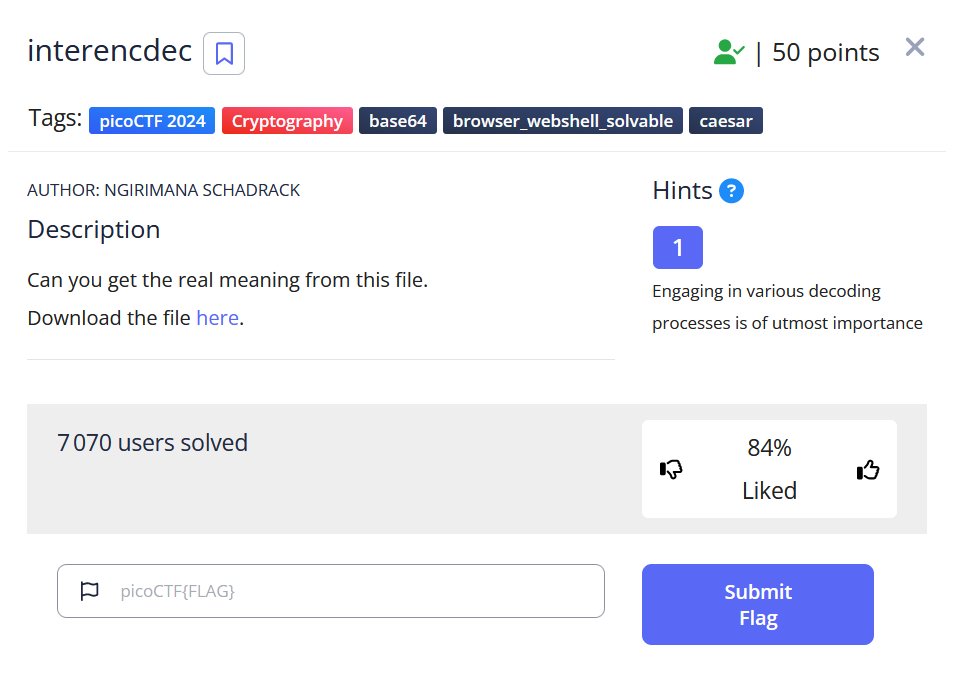 interencdec
| 50 points
Tags: picoCTF 2024 Cryptography base64 browser_webshell_solvable caesar
AUTHOR: NGIRIMANA SCHADRACK
Description
Can you get the real meaning from this file.
Download the file here.
Hints ?
1
Engaging in various decoding
processes is of utmost importance
7 070 users solved
84%
Liked
picoCTF{FLAG}
Submit
Flag